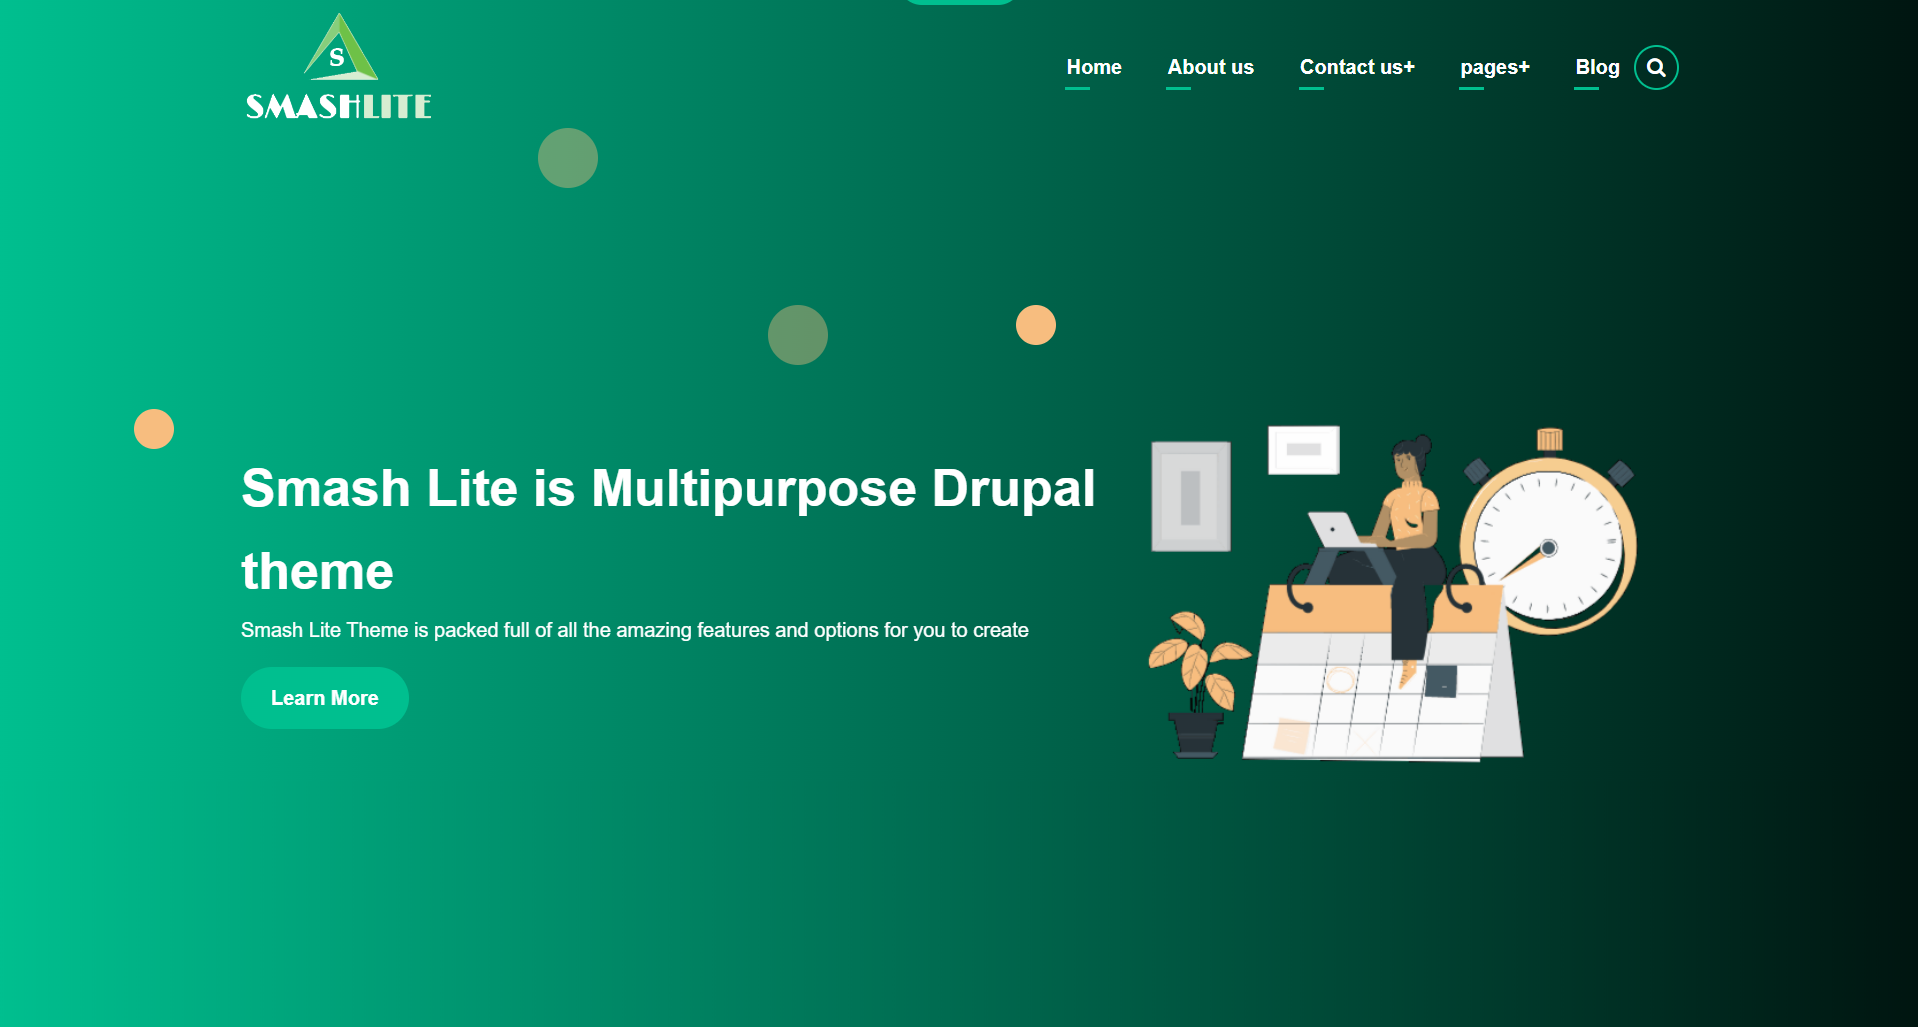 S
SMASHLITE
Home
About us
Contact us+
pages+
Blog
Smash Lite is Multipurpose Drupal
theme
Smash Lite Theme is packed full of all the amazing features and options for you to create
Learn More